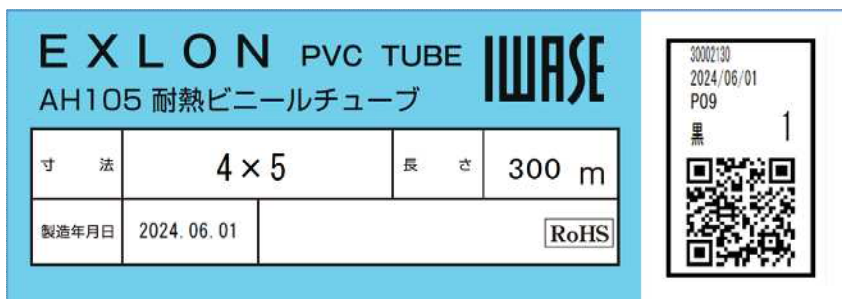 EXLON PVC TUBE IWASE
AH105 耐熱ビニールチューブ
寸 法 4×5 長 さ 300 m
製造年月日 2024.06.01 RoHS
30002130
2024/06/01
P09
黒 1